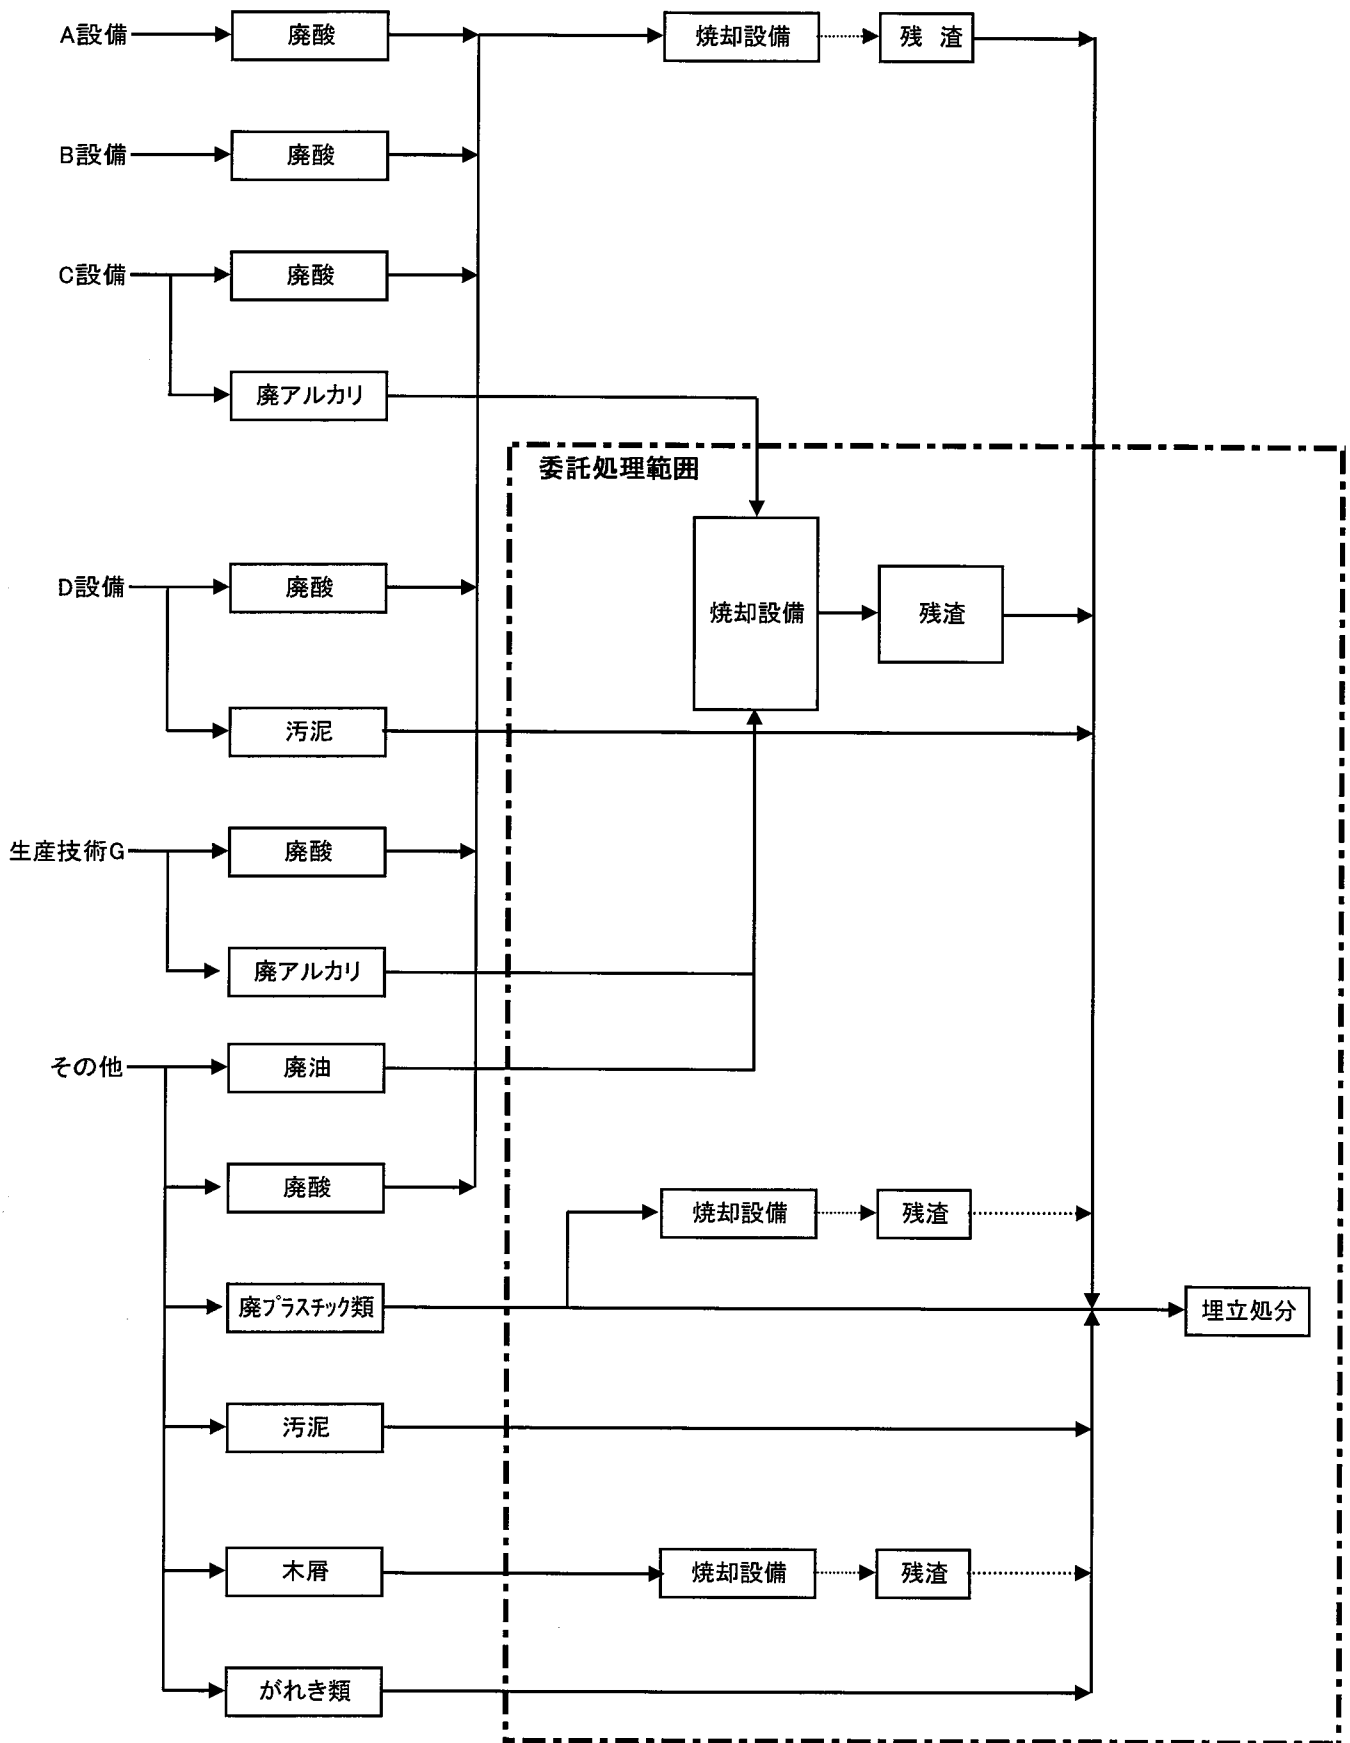 A設備
廃酸
焼却設備
残 渣
B設備
廃酸
C設備
廃酸
廃アルカリ
委託処理範囲
D設備
廃酸
焼却設備
残渣
汚泥
生産技術G
廃酸
廃アルカリ
その他
廃油
廃酸
焼却設備
残渣
廃プラスチック類
埋立処分
汚泥
木屑
焼却設備
残渣
がれき類